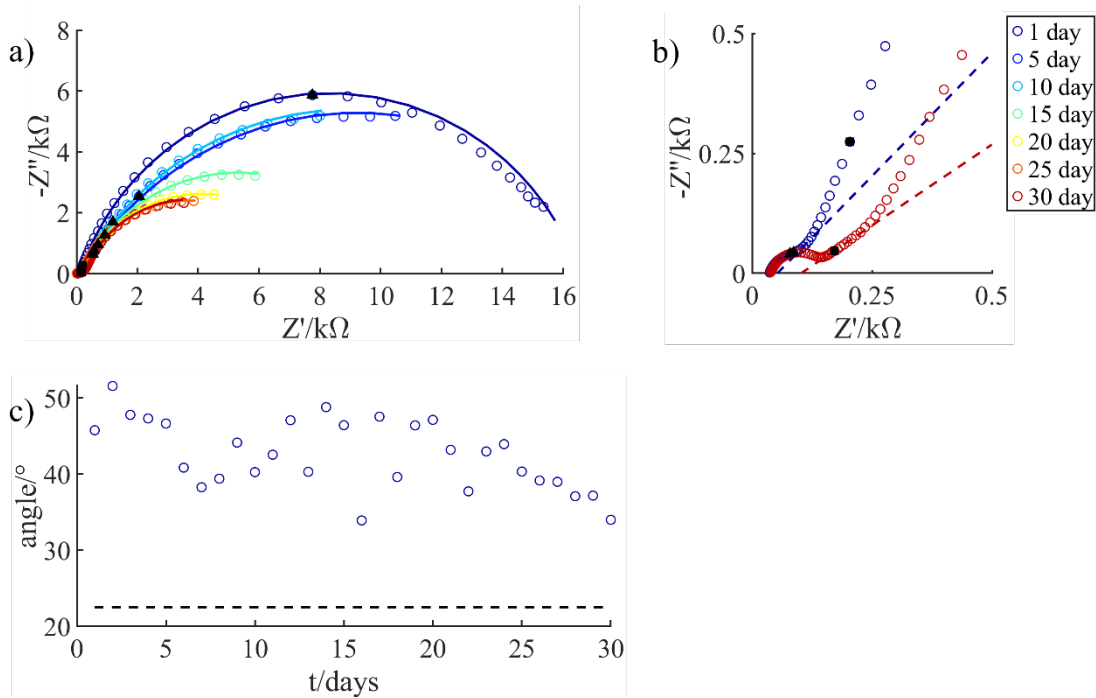 a)
-Z''/kΩ
8
6
4
2
0
0 2 4 6 8 10 12 14 16
Z'/kΩ
b)
-Z''/kΩ
0.5
0.25
0
0 0.25 0.5
Z'/kΩ
1 day
5 day
10 day
15 day
20 day
25 day
30 day
c)
angle/°
50
40
30
20
0 5 10 15 20 25 30
t/days